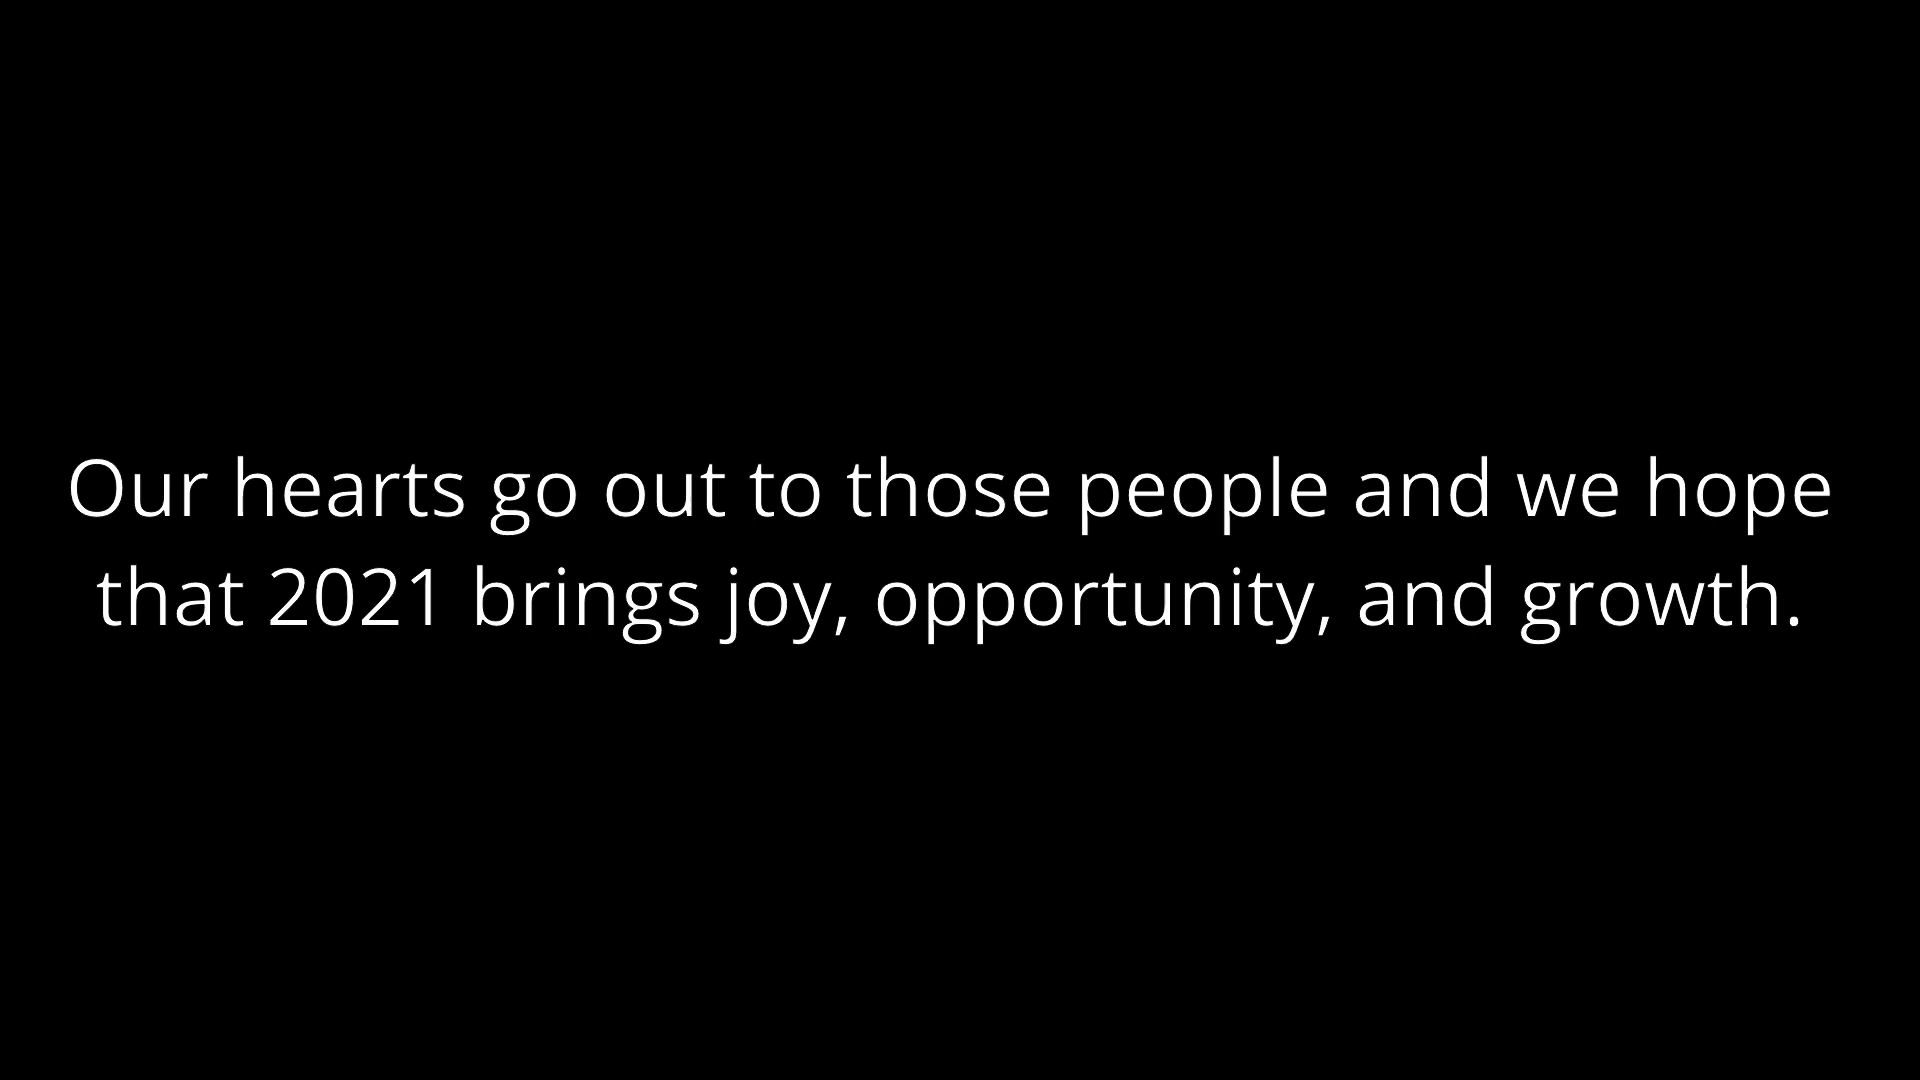 Our hearts go out to those people and we hope
that 2021 brings joy, opportunity, and growth.